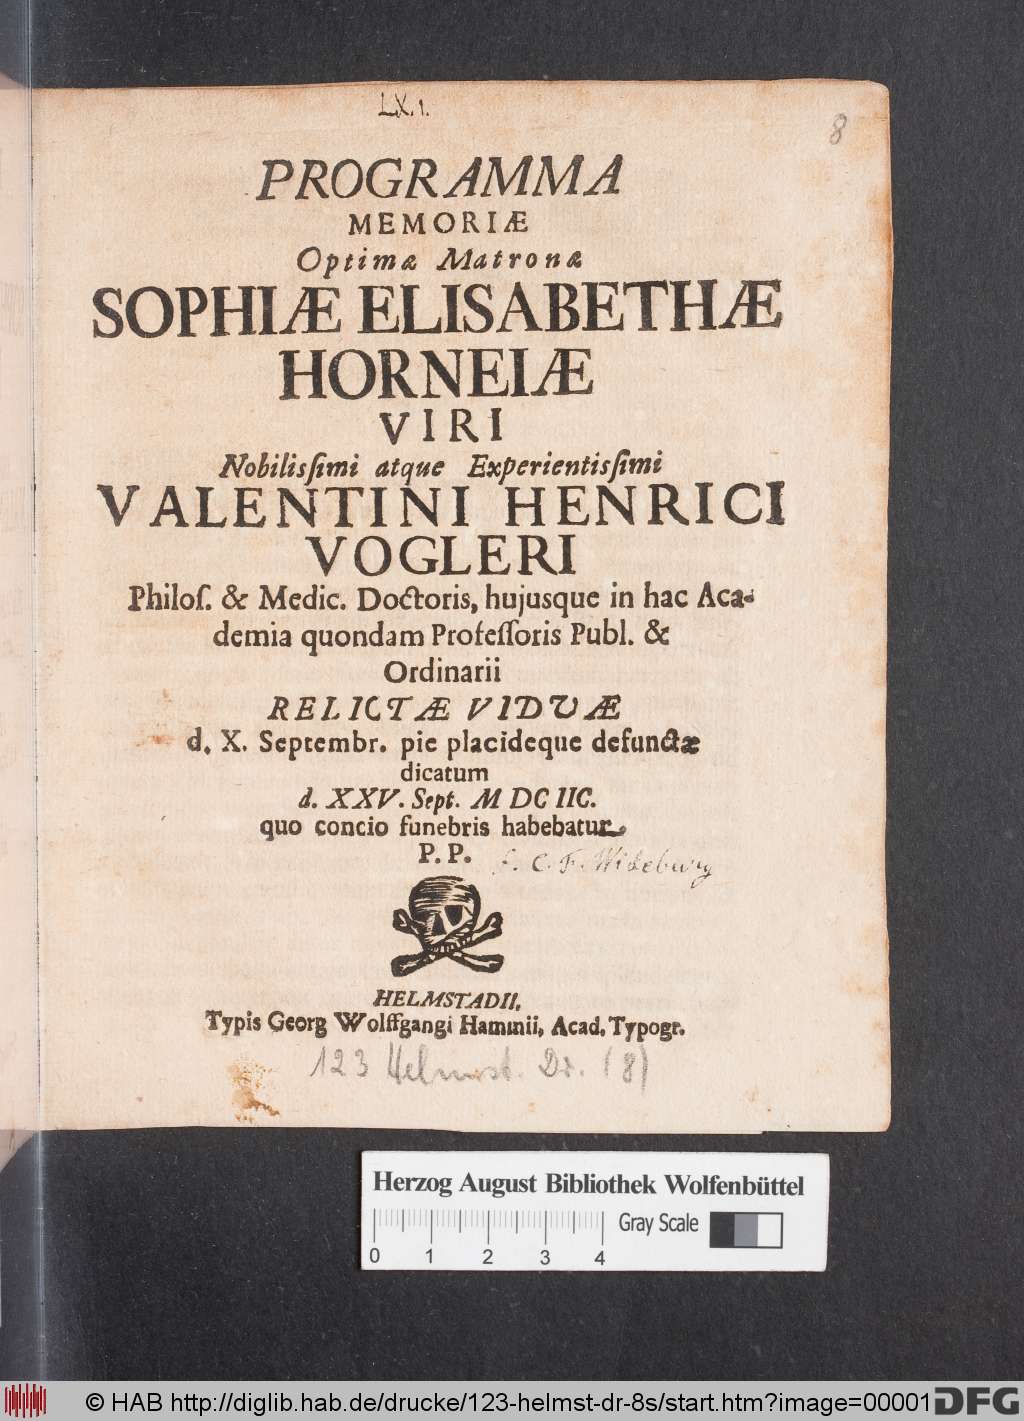 LX. 1.
8
PROGRAMMA
MEMORIÆ
Optimæ Matronæ
SOPHIÆ ELISABETHÆ
HORNEIÆ
VIRI
Nobilisſimi atque Experientisſimi
VALENTINI HENRICI
VOGLERI
Philoſ. & Medic. Doctoris, hujusque in hac Aca-
demia quondam Profeſſoris Publ. &
Ordinarii
RELICTÆ VIDUÆ
d. X. Septembr. pie placideque defunctæ
dicatum
d. XXV. Sept. M DC IIC.
quo concio funebris habebatur.
P. P.
C. F. Wideburg
HELMSTADII,
Typis Georg Wolffgangi Hammii, Acad. Typogr.
123 Helmst. Dr. (8)
Herzog August Bibliothek Wolfenbüttel
Gray Scale
0 1 2 3 4
© HAB http://diglib.hab.de/drucke/123-helmst-dr-8s/start.htm?image=00001
DFG